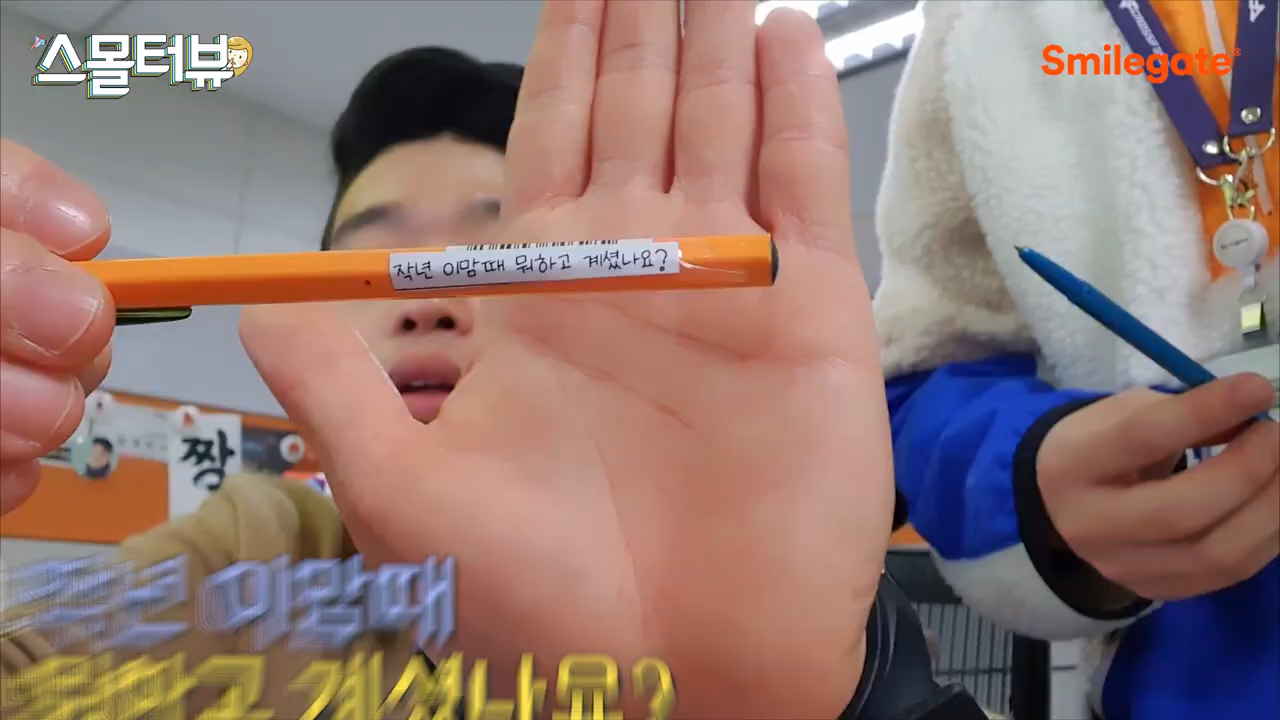 스몰터뷰
Smilegate
작년 이맘때 뭐하고 계셨나요?
짱
작년 이맘때
뭐하고 계셨나요?